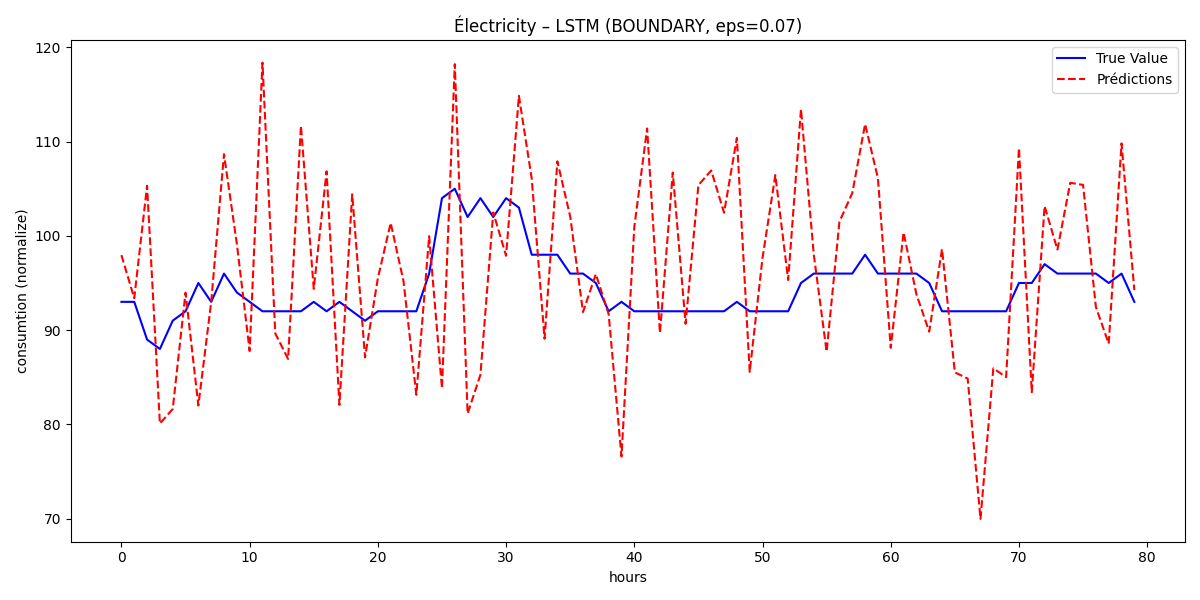 Électricity – LSTM (BOUNDARY, eps=0.07)
True Value
Prédictions
consumtion (normalize)
120
110
100
90
80
70
0 10 20 30 40 50 60 70 80
hours